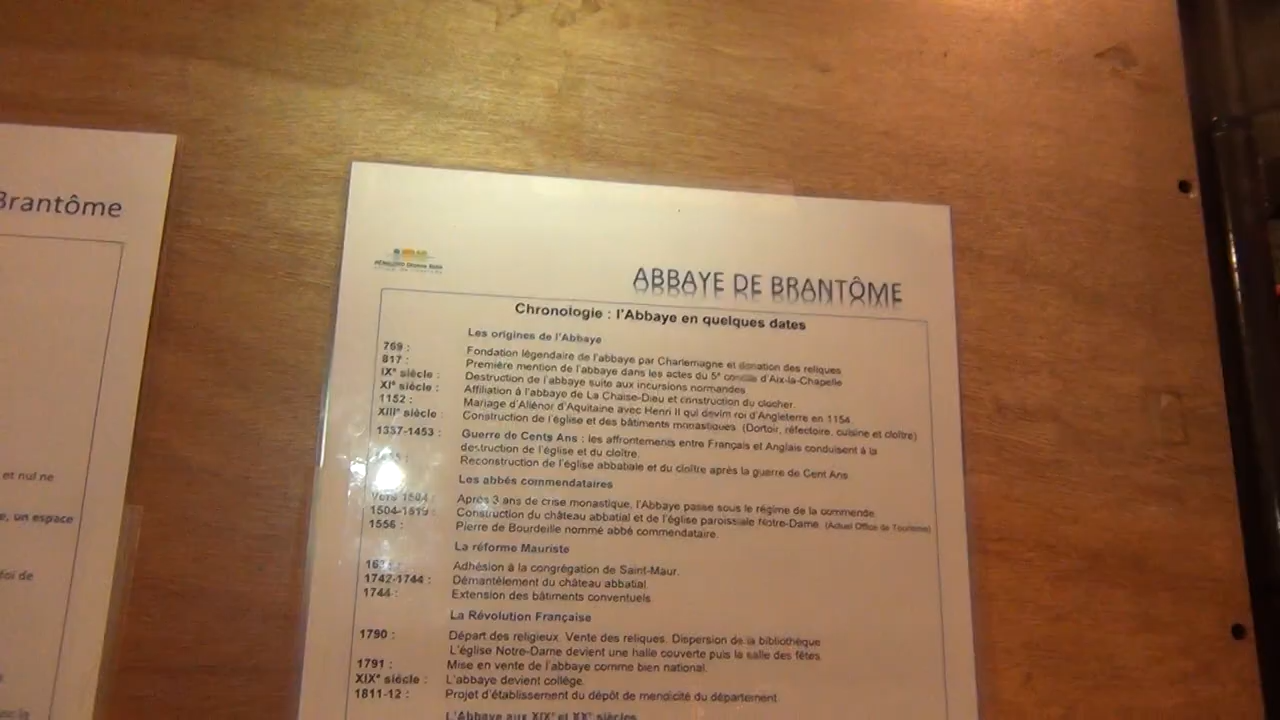 Brantôme
et nul ne
e, un espace
foi de
ABBAYE DE BRANTÔME
Chronologie : l'Abbaye en quelques dates
Les origines de l'Abbaye
769 : Fondation légendaire de l'abbaye par Charlemagne et donation des reliques
817 : Première mention de l'abbaye dans les actes du 5e concile d'Aix-la-Chapelle
IXe siècle : Destruction de l'abbaye suite aux incursions normandes
XIe siècle : Affiliation à l'abbaye de La Chaise-Dieu et construction du clocher.
1152 : Mariage d'Aliénor d'Aquitaine avec Henri II qui devim roi d'Angleterre en 1154
XIIIe siècle : Construction de l'église et des bâtiments monastiques (Dortoir, réfectoire, cuisine et cloître)
1337-1453 : Guerre de Cents Ans : les affrontements entre Français et Anglais conduisent à la
destruction de l'église et du cloître.
Reconstruction de l'église abbatiale et du cloître après la guerre de Cent Ans
Les abbés commendataires
Vers 1504 : Après 3 ans de crise monastique, l'Abbaye passe sous le régime de la commende.
1504-1519 : Construction du château abbatial et de l'église paroissiale Notre-Dame (Actuel Office de Tourisme)
1556 : Pierre de Bourdeille nommé abbé commendataire.
La réforme Mauriste
Adhésion à la congrégation de Saint-Maur.
1742-1744 : Démantèlement du château abbatial.
1744 : Extension des bâtiments conventuels
La Révolution Française
1790 : Départ des religieux. Vente des reliques. Dispersion de la bibliothèque
L'église Notre-Dame devient une halle couverte puis la salle des fêtes
1791 : Mise en vente de l'abbaye comme bien national.
XIXe siècle : L'abbaye devient collège.
1811-12 : Projet d'établissement du dépôt de mendicité du département
L'Abbaye aux XIXe et XXe siècles